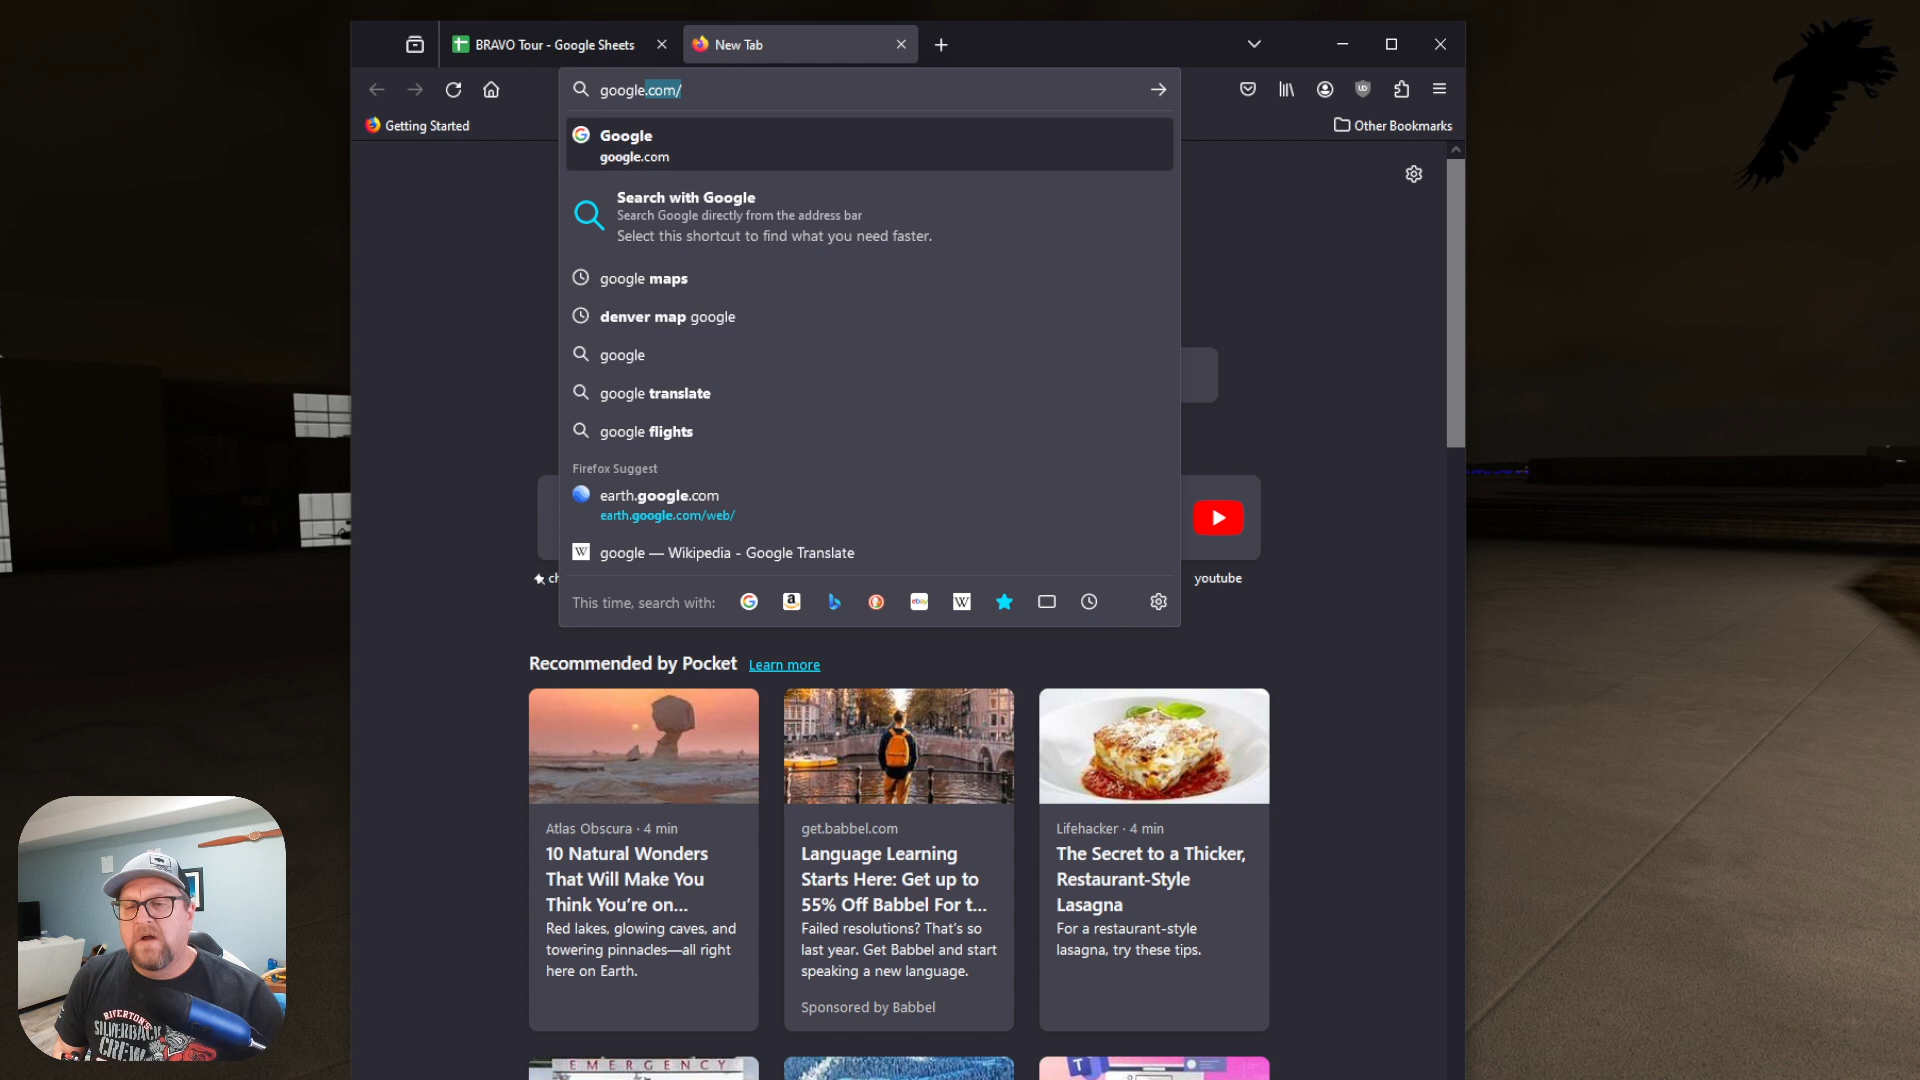 BRAVO Tour - Google Sheets
New Tab
google.com/
Getting Started
Other Bookmarks
Google
google.com
Search with Google
Search Google directly from the address bar
Select this shortcut to find what you need faster.
google maps
denver map google
google
google translate
google flights
Firefox Suggest
earth.google.com
earth.google.com/web/
W google — Wikipedia - Google Translate
ch
youtube
This time, search with:
a
ebay
W
Recommended by Pocket Learn more
Atlas Obscura · 4 min
10 Natural Wonders
That Will Make You
Think You're on...
Red lakes, glowing caves, and
towering pinnacles—all right
here on Earth.
get.babbel.com
Language Learning
Starts Here: Get up to
55% Off Babbel For t...
Failed resolutions? That's so
last year. Get Babbel and start
speaking a new language.
Sponsored by Babbel
Lifehacker · 4 min
The Secret to a Thicker,
Restaurant-Style
Lasagna
For a restaurant-style
lasagna, try these tips.
EMERGENCY
T
RIVERTON'S
SILVERBACK
CREW